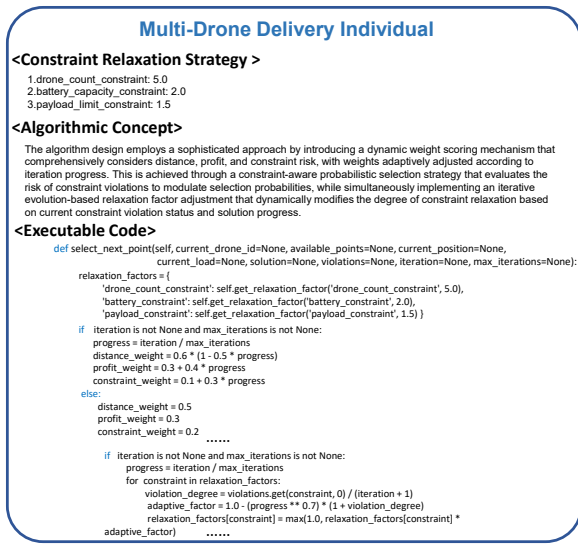 Multi-Drone Delivery Individual
<Constraint Relaxation Strategy >
1.drone_count_constraint: 5.0
2.battery_capacity_constraint: 2.0
3.payload_limit_constraint: 1.5
<Algorithmic Concept>
The algorithm design employs a sophisticated approach by introducing a dynamic weight scoring mechanism that
comprehensively considers distance, profit, and constraint risk, with weights adaptively adjusted according to
iteration progress. This is achieved through a constraint-aware probabilistic selection strategy that evaluates the
risk of constraint violations to modulate selection probabilities, while simultaneously implementing an iterative
evolution-based relaxation factor adjustment that dynamically modifies the degree of constraint relaxation based
on current constraint violation status and solution progress.
<Executable Code>
def select_next_point(self, current_drone_id=None, available_points=None, current_position=None,
current_load=None, solution=None, violations=None, iteration=None, max_iterations=None):
relaxation_factors = {
'drone_count_constraint': self.get_relaxation_factor('drone_count_constraint', 5.0),
'battery_constraint': self.get_relaxation_factor('battery_constraint', 2.0),
'payload_constraint': self.get_relaxation_factor('payload_constraint', 1.5) }
if iteration is not None and max_iterations is not None:
progress = iteration / max_iterations
distance_weight = 0.6 * (1 - 0.5 * progress)
profit_weight = 0.3 + 0.4 * progress
constraint_weight = 0.1 + 0.3 * progress
else:
distance_weight = 0.5
profit_weight = 0.3
constraint_weight = 0.2 ......
if iteration is not None and max_iterations is not None:
progress = iteration / max_iterations
for constraint in relaxation_factors:
violation_degree = violations.get(constraint, 0) / (iteration + 1)
adaptive_factor = 1.0 - (progress ** 0.7) * (1 + violation_degree)
relaxation_factors[constraint] = max(1.0, relaxation_factors[constraint] *
adaptive_factor) ......